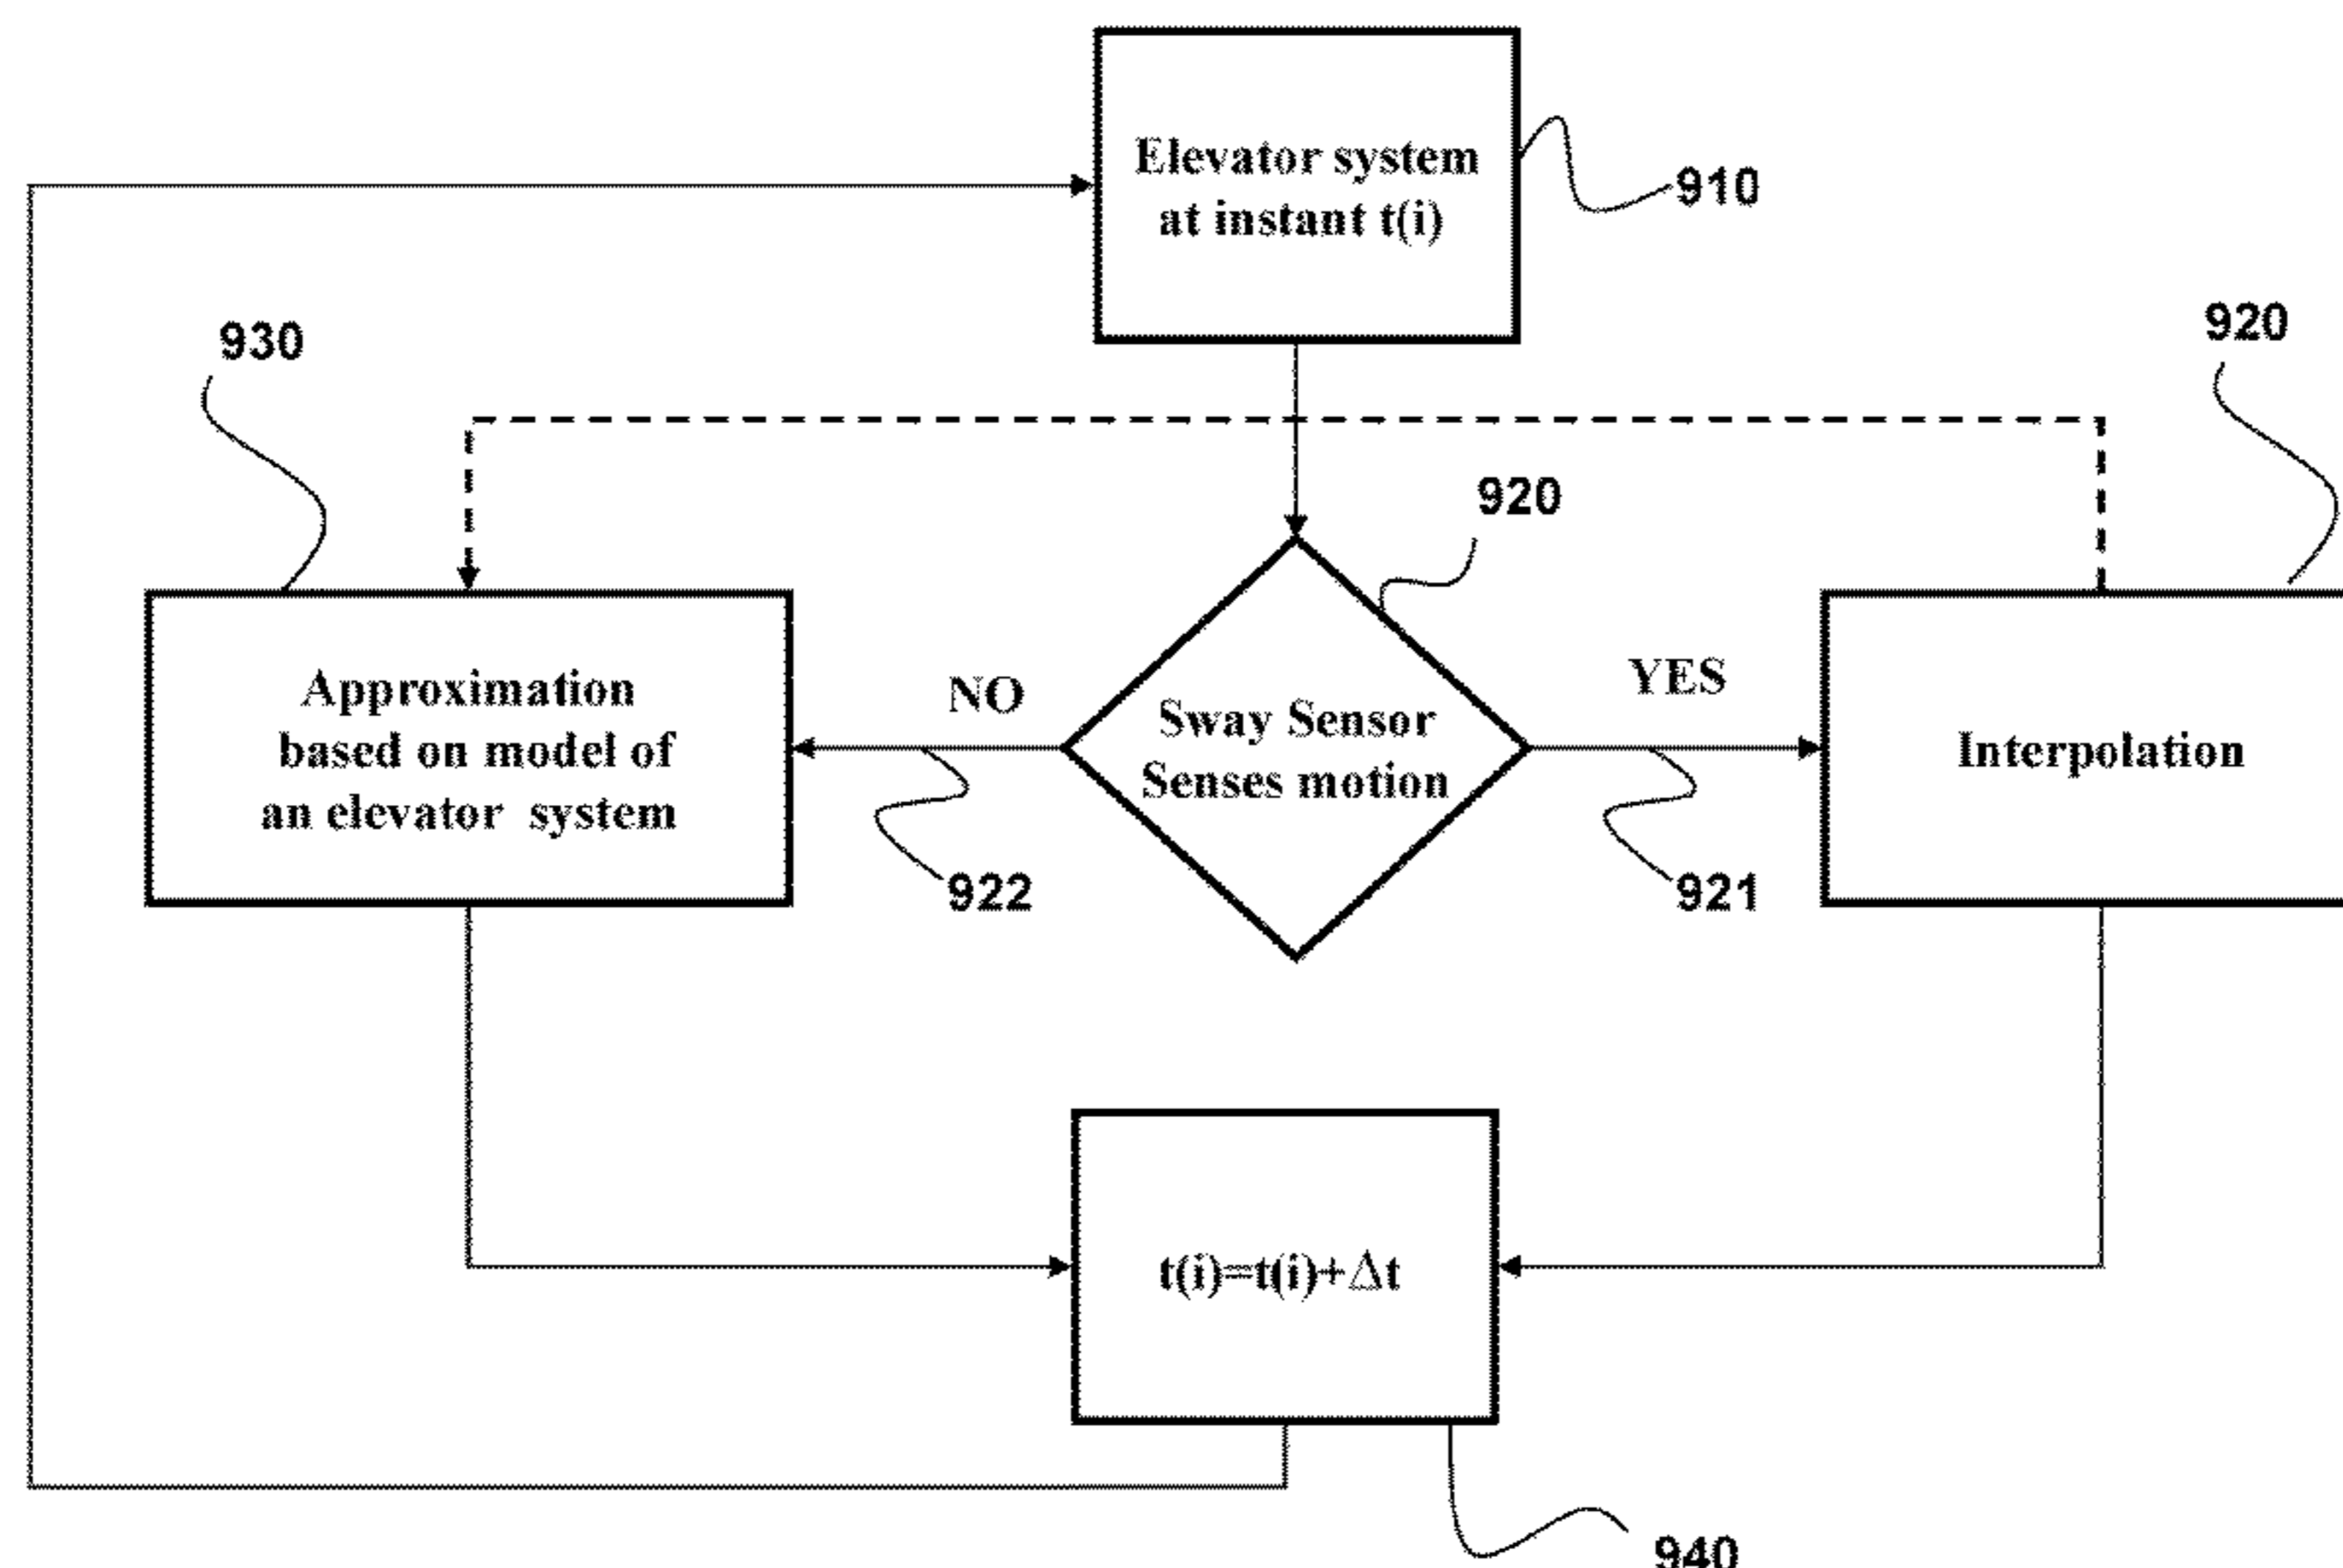 Elevator system
at instant t(i)
910
930
920
920
Approximation
based on model of
an elevator system
NO
Sway Sensor
Senses motion
YES
Interpolation
922
921
t(i)=t(i)+Δt
940